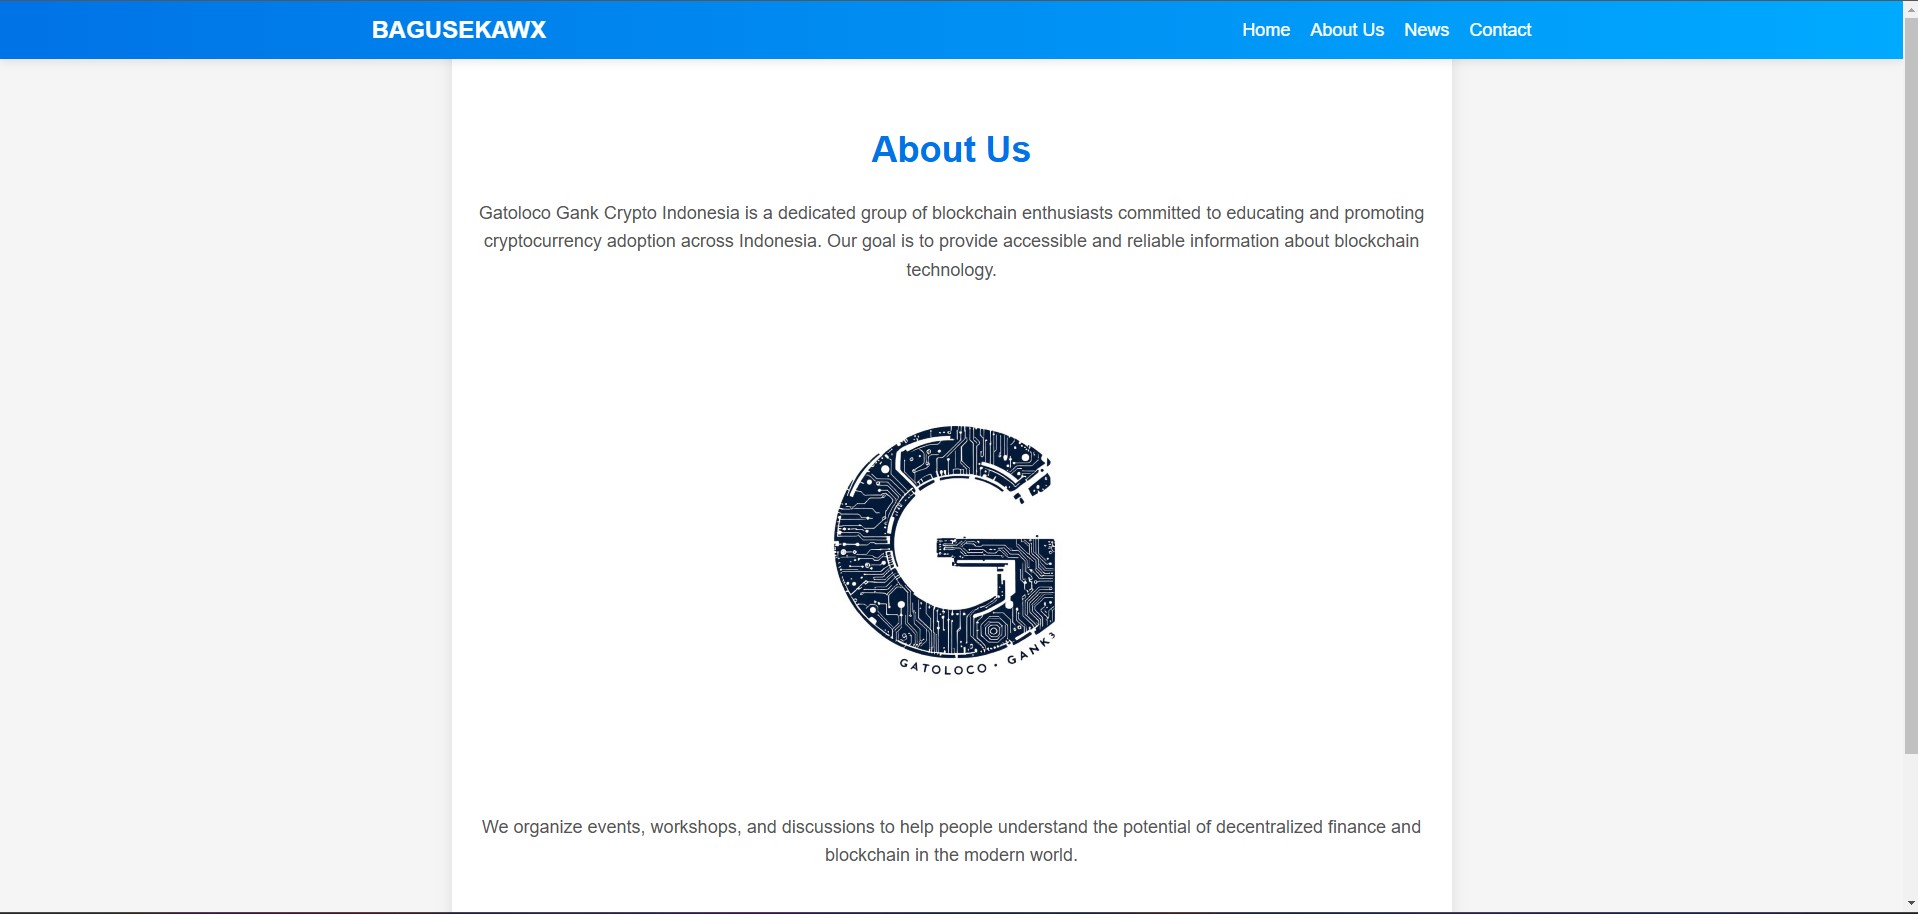 BAGUSEKAWX
Home About Us News Contact
About Us
Gatoloco Gank Crypto Indonesia is a dedicated group of blockchain enthusiasts committed to educating and promoting
cryptocurrency adoption across Indonesia. Our goal is to provide accessible and reliable information about blockchain
technology.
G
GATOLOCO · GANK3
We organize events, workshops, and discussions to help people understand the potential of decentralized finance and
blockchain in the modern world.